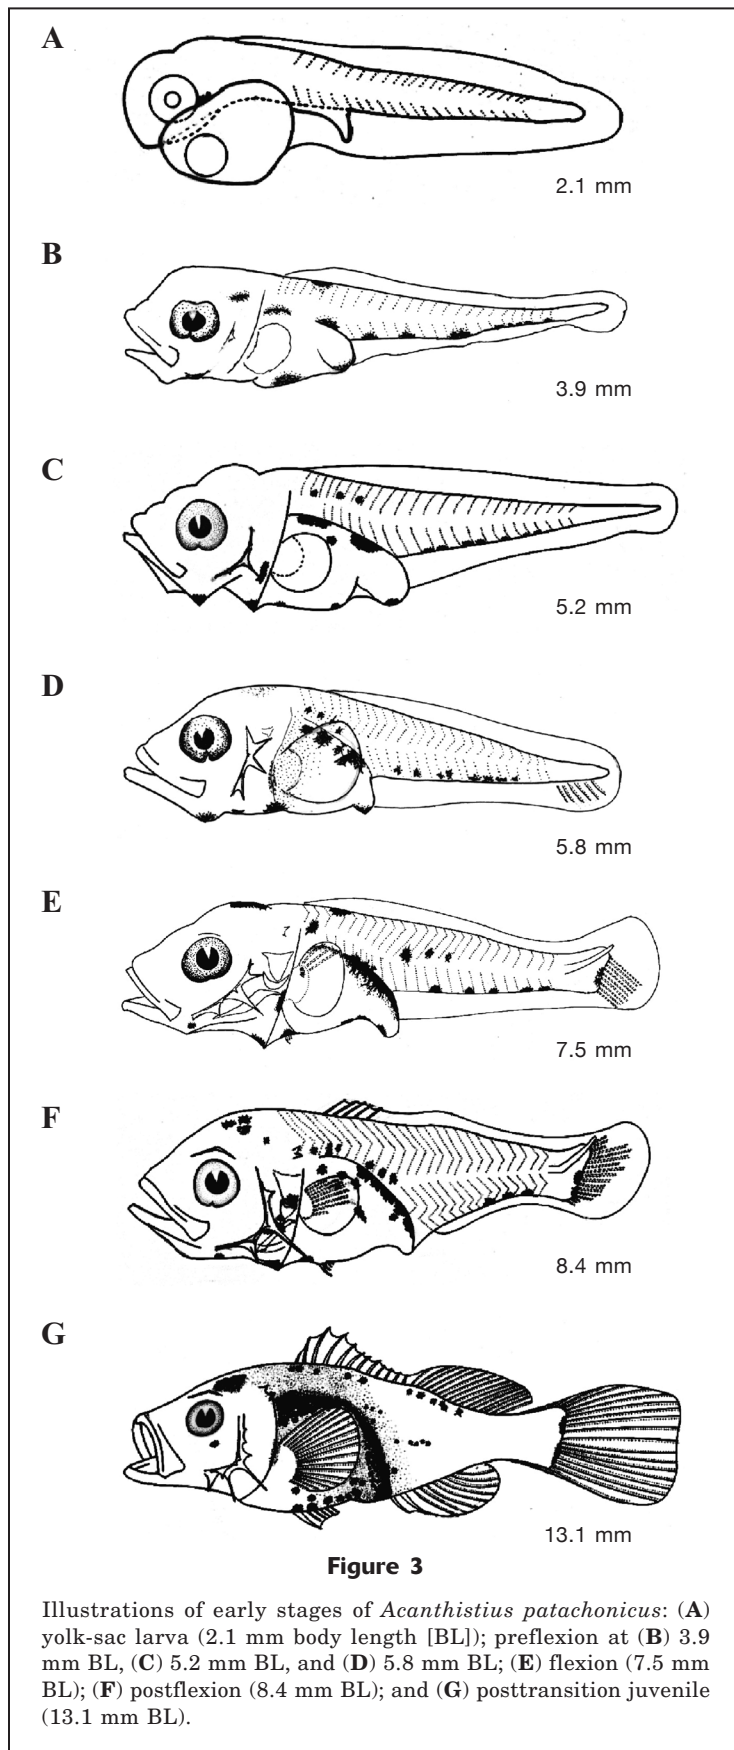 A
2.1 mm
B
3.9 mm
C
5.2 mm
D
5.8 mm
E
7.5 mm
F
8.4 mm
G
13.1 mm
Figure 3
Illustrations of early stages of Acanthistius patachonicus: (A)
yolk-sac larva (2.1 mm body length [BL]); preflexion at (B) 3.9
mm BL, (C) 5.2 mm BL, and (D) 5.8 mm BL; (E) flexion (7.5 mm
BL); (F) postflexion (8.4 mm BL); and (G) posttransition juvenile
(13.1 mm BL).